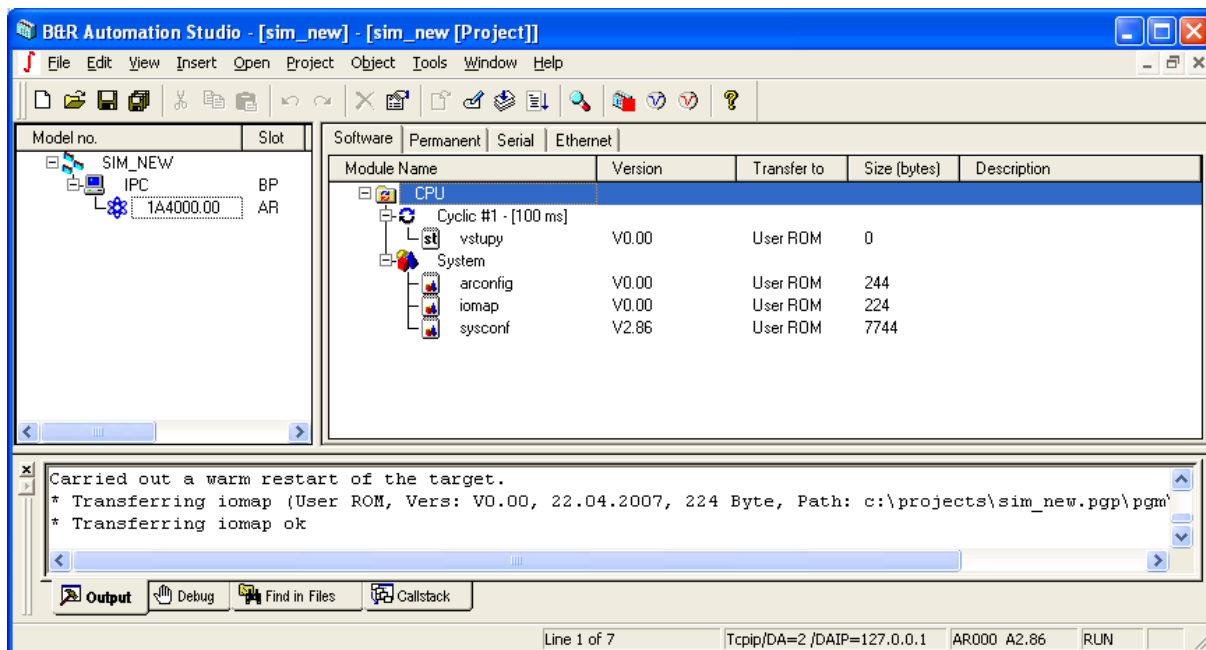 B&R Automation Studio - [sim_new] - [sim_new [Project]]
File Edit View Insert Open Project Object Tools Window Help
Model no. Slot
SIM_NEW
IPC BP
1A4000.00 AR
Software Permanent Serial Ethernet
Module Name Version Transfer to Size (bytes) Description
CPU
Cyclic #1 - [100 ms]
st vstupy V0.00 User ROM 0
System
arconfig V0.00 User ROM 244
iomap V0.00 User ROM 224
sysconf V2.86 User ROM 7744
Carried out a warm restart of the target.
* Transferring iomap (User ROM, Vers: V0.00, 22.04.2007, 224 Byte, Path: c:\projects\sim_new.pgp\pgm\
* Transferring iomap ok
Output Debug Find in Files Callstack
Line 1 of 7 Tcpip/DA=2 /DAIP=127.0.0.1 AR000 A2.86 RUN